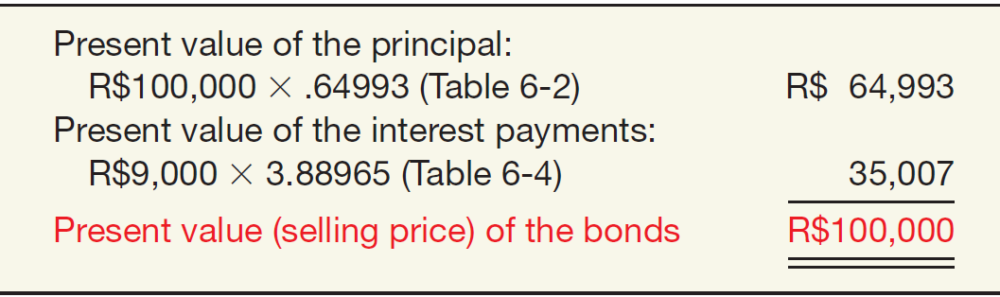 Present value of the principal:
R$100,000 × .64993 (Table 6-2) R$ 64,993
Present value of the interest payments:
R$9,000 × 3.88965 (Table 6-4) 35,007
Present value (selling price) of the bonds R$100,000